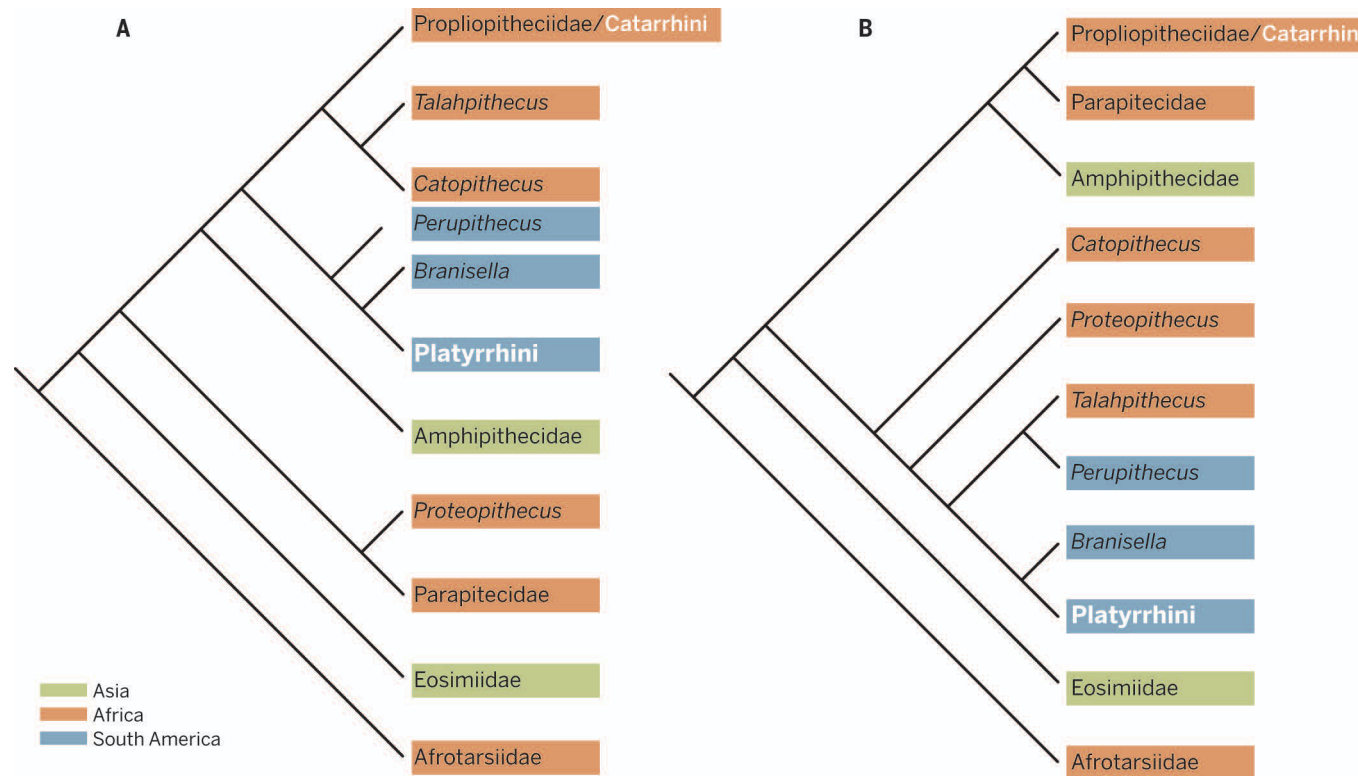 A
Propliopitheciidae/Catarrhini
Talahpithecus
Catopithecus
Perupithecus
Branisella
Platyrrhini
Amphipithecidae
Proteopithecus
Parapitecidae
Eosimiidae
Afrotarsiidae
Asia
Africa
South America
B
Propliopitheciidae/Catarrhin
Parapitecidae
Amphipithecidae
Catopithecus
Proteopithecus
Talahpithecus
Perupithecus
Branisella
Platyrrhini
Eosimiidae
Afrotarsiidae